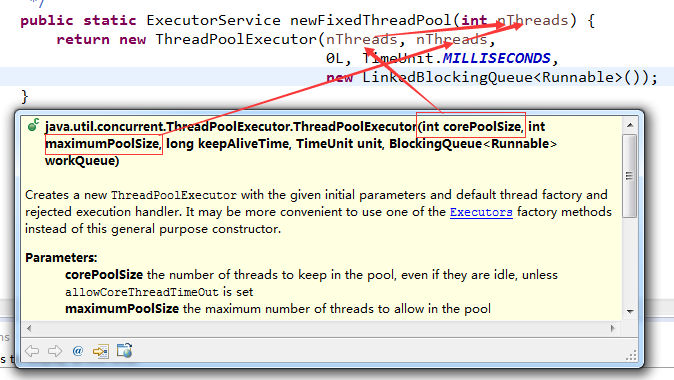 */
public static ExecutorService newFixedThreadPool(int nThreads) {
return new ThreadPoolExecutor(nThreads, nThreads,
0L, TimeUnit.MILLISECONDS,
new LinkedBlockingQueue<Runnable>());
}
java.util.concurrent.ThreadPoolExecutor.ThreadPoolExecutor(int corePoolSize, int
maximumPoolSize, long keepAliveTime, TimeUnit unit, BlockingQueue<Runnable>
workQueue)
Creates a new ThreadPoolExecutor with the given initial parameters and default thread factory and
rejected execution handler. It may be more convenient to use one of the Executors factory methods
instead of this general purpose constructor.
Parameters:
corePoolSize the number of threads to keep in the pool, even if they are idle, unless
allowCoreThreadTimeOut is set
maximumPoolSize the maximum number of threads to allow in the pool